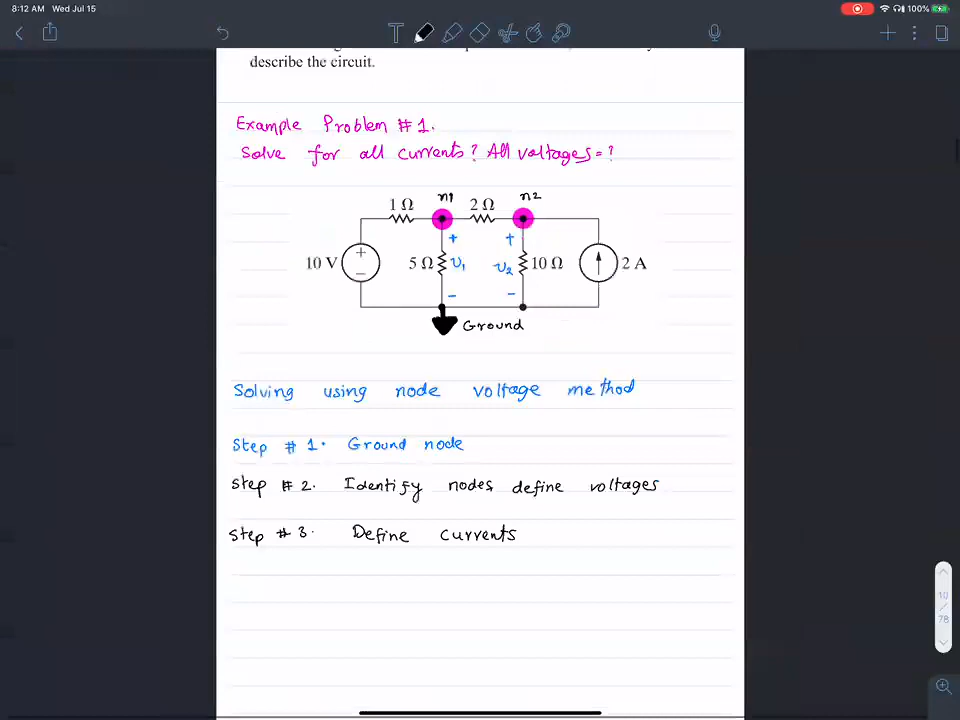 8:12 AM Wed Jul 15
100%
describe the circuit.
Example Problem # 1.
Solve for all currents? All voltages = ?
n1 n2
1 Ω 2 Ω
+ +
10 V + − 5 Ω v1 v2 10 Ω 2 A
− −
Ground
Solving using node voltage method
Step # 1. Ground node
Step # 2. Identify nodes define voltages
Step # 3. Define currents
10
/
78